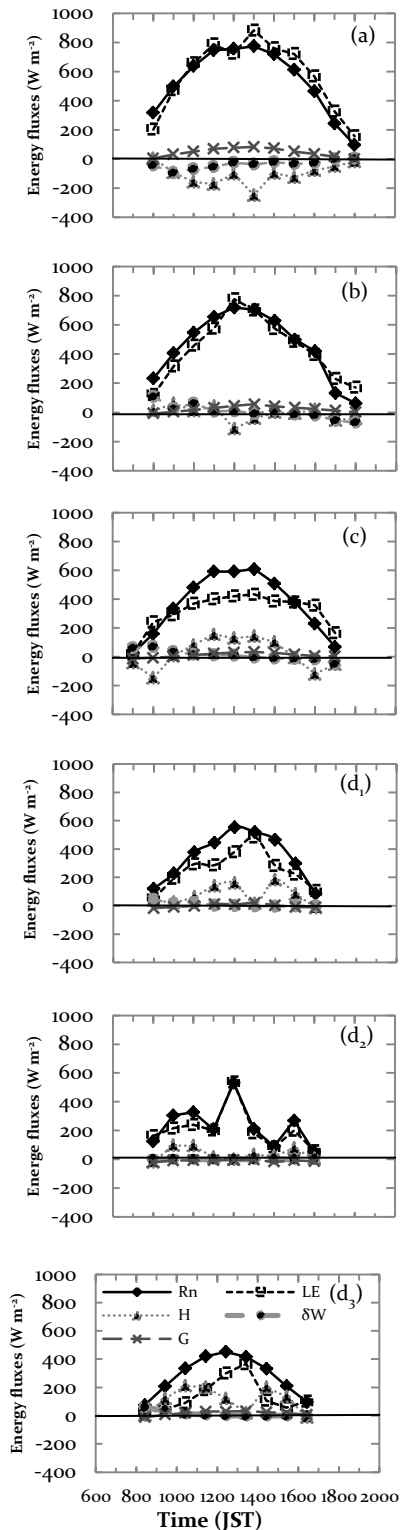 1000
800
600
400
200
0
-200
-400
Energy fluxes (W m⁻²)
(a)
1000
800
600
400
200
0
-200
-400
Energy fluxes (W m⁻²)
(b)
1000
800
600
400
200
0
-200
-400
Energy fluxes (W m⁻²)
(c)
1000
800
600
400
200
0
-200
-400
Energy fluxes (W m⁻²)
(d₁)
1000
800
600
400
200
0
-200
-400
Energe fluxes (W m⁻²)
(d₂)
1000
800
600
400
200
0
-200
-400
Energy fluxes (W m⁻²)
(d₃)
Rn LE
H δW
G
600 800 1000 1200 1400 1600 1800 2000
Time (JST)